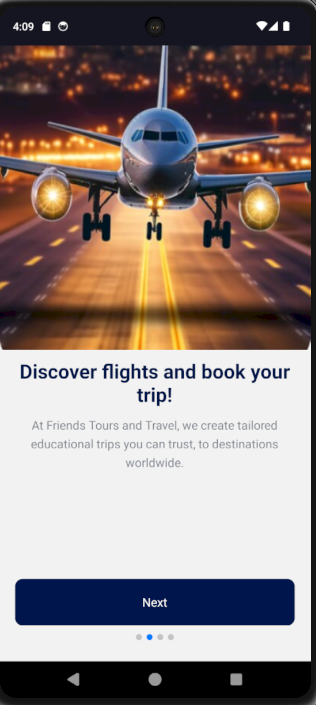 4:09
Discover flights and book your
trip!
At Friends Tours and Travel, we create tailored
educational trips you can trust, to destinations
worldwide.
Next